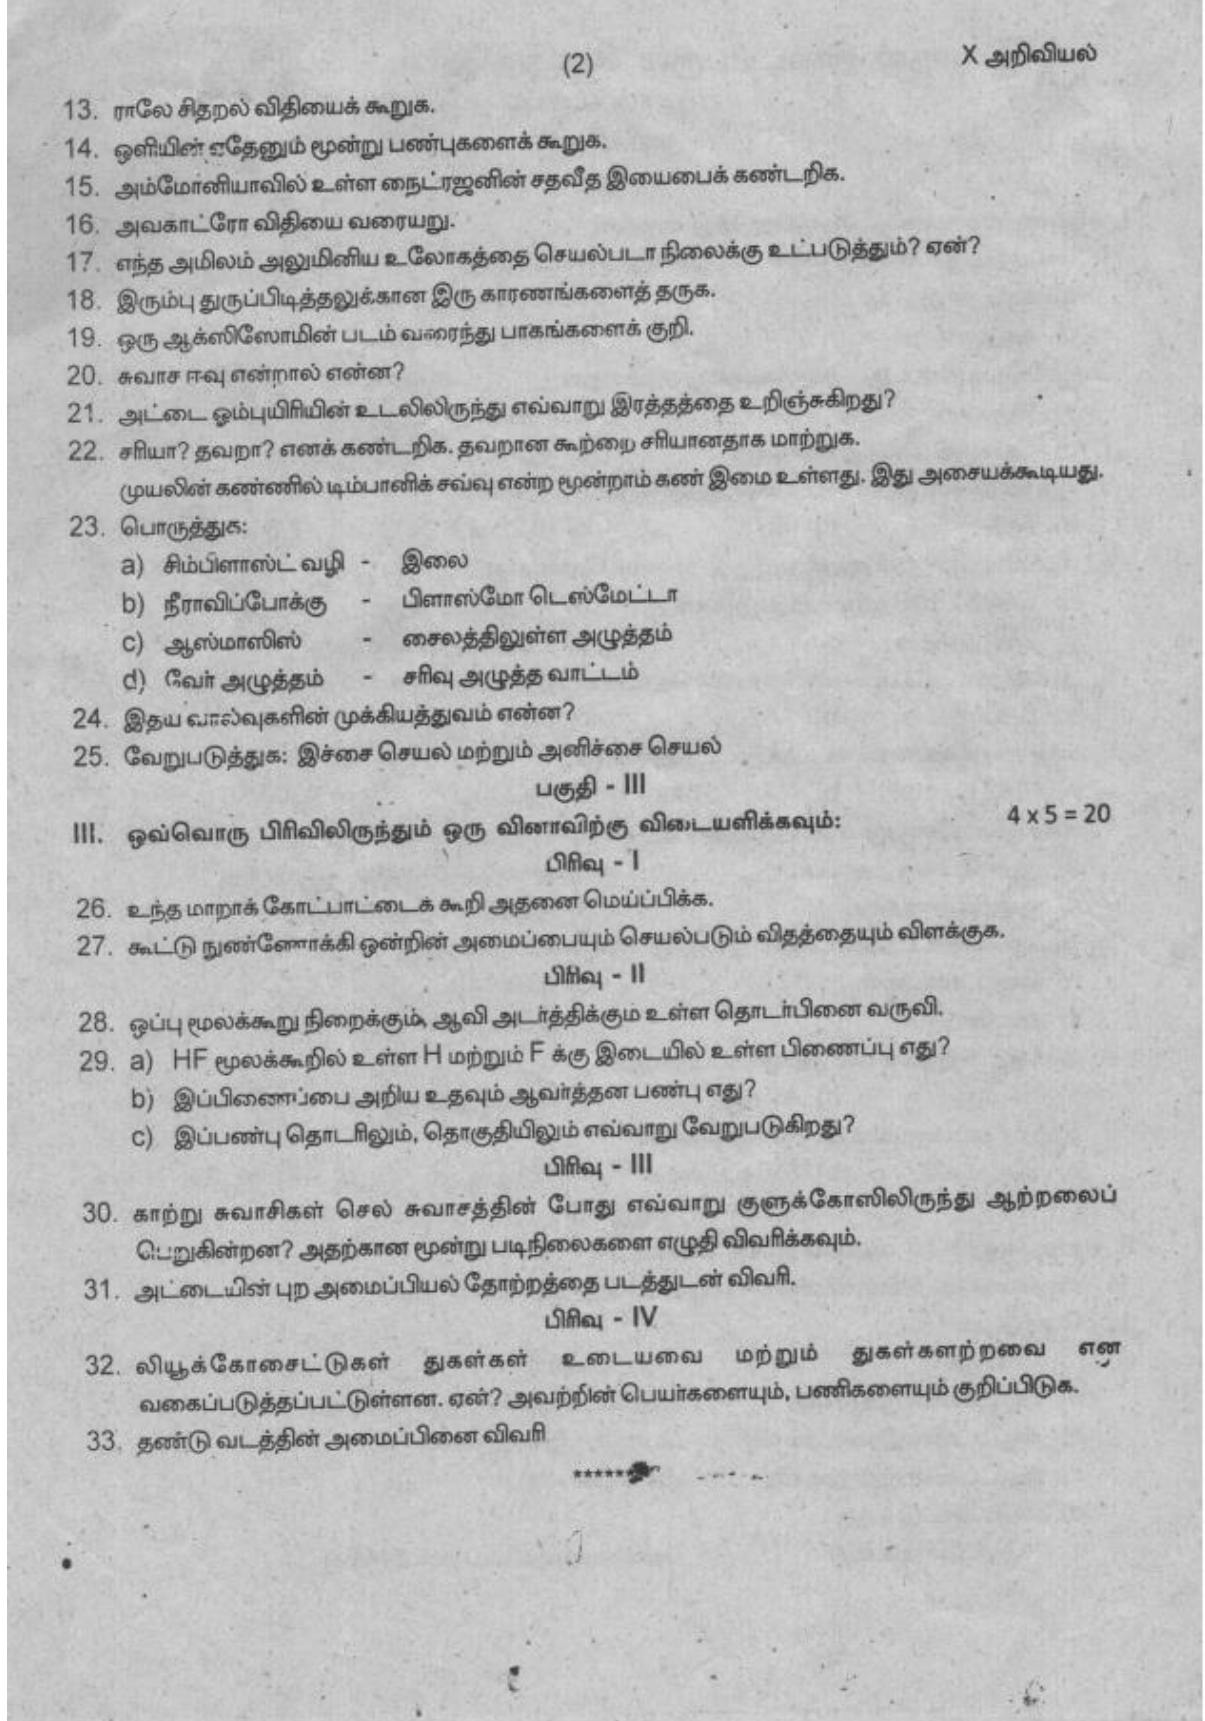 (2)
X அறிவியல்
13. ராலே சிதறல் விதியைக் கூறுக.
14. ஒளியின் ஏதேனும் மூன்று பண்புகளைக் கூறுக.
15. அம்மோனியாவில் உள்ள நைட்ரஜனின் சதவீத இயைபைக் கண்டறிக.
16. அவகாட்ரோ விதியை வரையறு.
17. எந்த அமிலம் அலுமினிய உலோகத்தை செயல்படா நிலைக்கு உட்படுத்தும்? ஏன்?
18. இரும்பு துருப்பிடித்தலுக்கான இரு காரணங்களைத் தருக.
19. ஒரு ஆக்ஸிஸோமின் படம் வரைந்து பாகங்களைக் குறி.
20. சுவாச ஈவு என்றால் என்ன?
21. அட்டை ஓம்புயிரியின் உடலிலிருந்து எவ்வாறு இரத்தத்தை உறிஞ்சுகிறது?
22. சரியா? தவறா? எனக் கண்டறிக. தவறான கூற்றை சரியானதாக மாற்றுக.
முயலின் கண்ணில் டிம்பானிக் சவ்வு என்ற மூன்றாம் கண் இமை உள்ளது. இது அசையக்கூடியது.
23. பொருத்துக:
a) சிம்பிளாஸ்ட் வழி - இலை
b) நீராவிப்போக்கு - பிளாஸ்மோ டெஸ்மேட்டா
c) ஆஸ்மாஸிஸ் - சைலத்திலுள்ள அழுத்தம்
d) வேர் அழுத்தம் - சரிவு அழுத்த வாட்டம்
24. இதய வால்வுகளின் முக்கியத்துவம் என்ன?
25. வேறுபடுத்துக: இச்சை செயல் மற்றும் அனிச்சை செயல்
பகுதி - III
III. ஒவ்வொரு பிரிவிலிருந்தும் ஒரு வினாவிற்கு விடையளிக்கவும்: 4 x 5 = 20
பிரிவு - I
26. உந்த மாறாக் கோட்பாட்டைக் கூறி அதனை மெய்ப்பிக்க.
27. கூட்டு நுண்ணோக்கி ஒன்றின் அமைப்பையும் செயல்படும் விதத்தையும் விளக்குக.
பிரிவு - II
28. ஒப்பு மூலக்கூறு நிறைக்கும், ஆவி அடர்த்திக்கும் உள்ள தொடர்பினை வருவி.
29. a) HF மூலக்கூறில் உள்ள H மற்றும் F க்கு இடையில் உள்ள பிணைப்பு எது?
b) இப்பிணைப்பை அறிய உதவும் ஆவர்த்தன பண்பு எது?
c) இப்பண்பு தொடரிலும், தொகுதியிலும் எவ்வாறு வேறுபடுகிறது?
பிரிவு - III
30. காற்று சுவாசிகள் செல் சுவாசத்தின் போது எவ்வாறு குளுக்கோஸிலிருந்து ஆற்றலைப்
பெறுகின்றன? அதற்கான மூன்று படிநிலைகளை எழுதி விவரிக்கவும்.
31. அட்டையின் புற அமைப்பியல் தோற்றத்தை படத்துடன் விவரி.
பிரிவு - IV
32. லியூக்கோசைட்டுகள் துகள்கள் உடையவை மற்றும் துகள்களற்றவை என
வகைப்படுத்தப்பட்டுள்ளன. ஏன்? அவற்றின் பெயர்களையும், பணிகளையும் குறிப்பிடுக.
33. தண்டு வடத்தின் அமைப்பினை விவரி
******